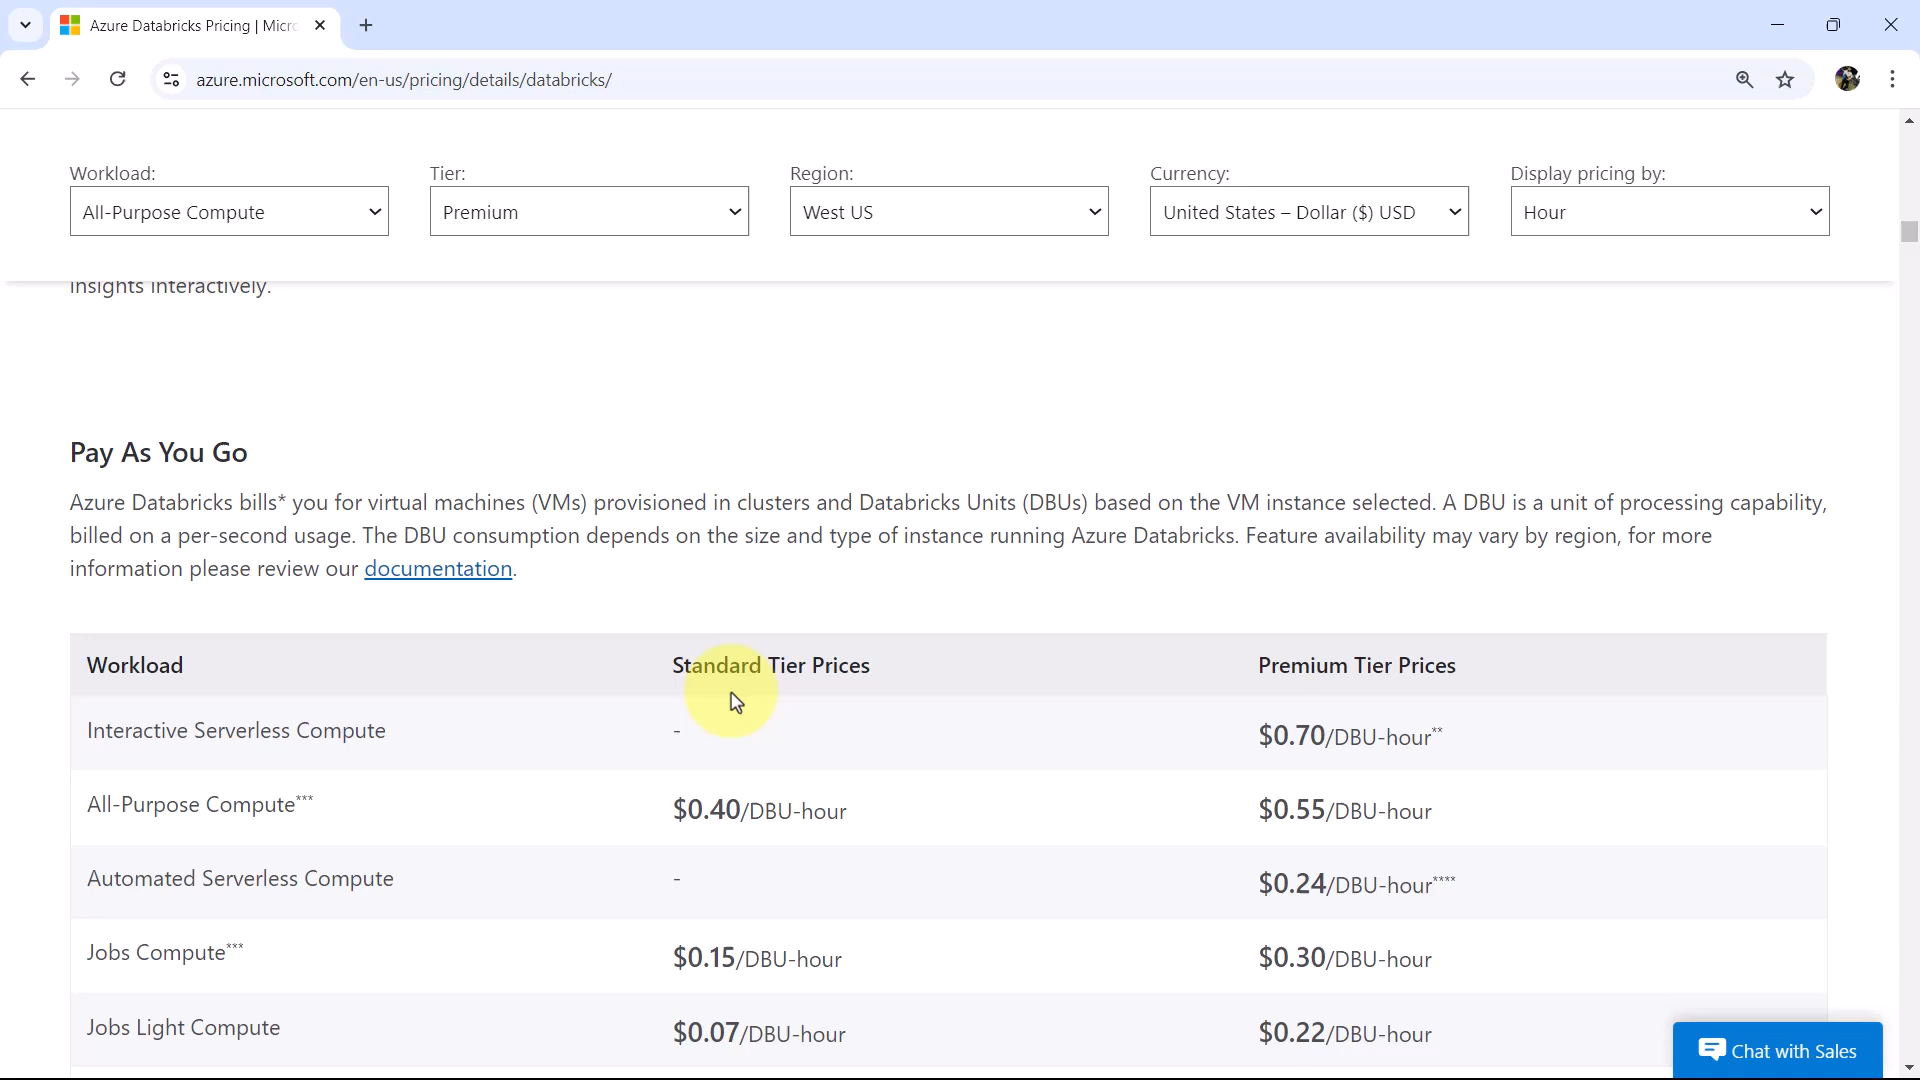 Azure Databricks Pricing | Micro
azure.microsoft.com/en-us/pricing/details/databricks/
Workload:
All-Purpose Compute
Tier:
Premium
Region:
West US
Currency:
United States – Dollar ($) USD
Display pricing by:
Hour
insights interactively.
Pay As You Go
Azure Databricks bills* you for virtual machines (VMs) provisioned in clusters and Databricks Units (DBUs) based on the VM instance selected. A DBU is a unit of processing capability,
billed on a per-second usage. The DBU consumption depends on the size and type of instance running Azure Databricks. Feature availability may vary by region, for more
information please review our documentation.
Workload Standard Tier Prices Premium Tier Prices
Interactive Serverless Compute - $0.70/DBU-hour**
All-Purpose Compute*** $0.40/DBU-hour $0.55/DBU-hour
Automated Serverless Compute - $0.24/DBU-hour****
Jobs Compute*** $0.15/DBU-hour $0.30/DBU-hour
Jobs Light Compute $0.07/DBU-hour $0.22/DBU-hour
Chat with Sales